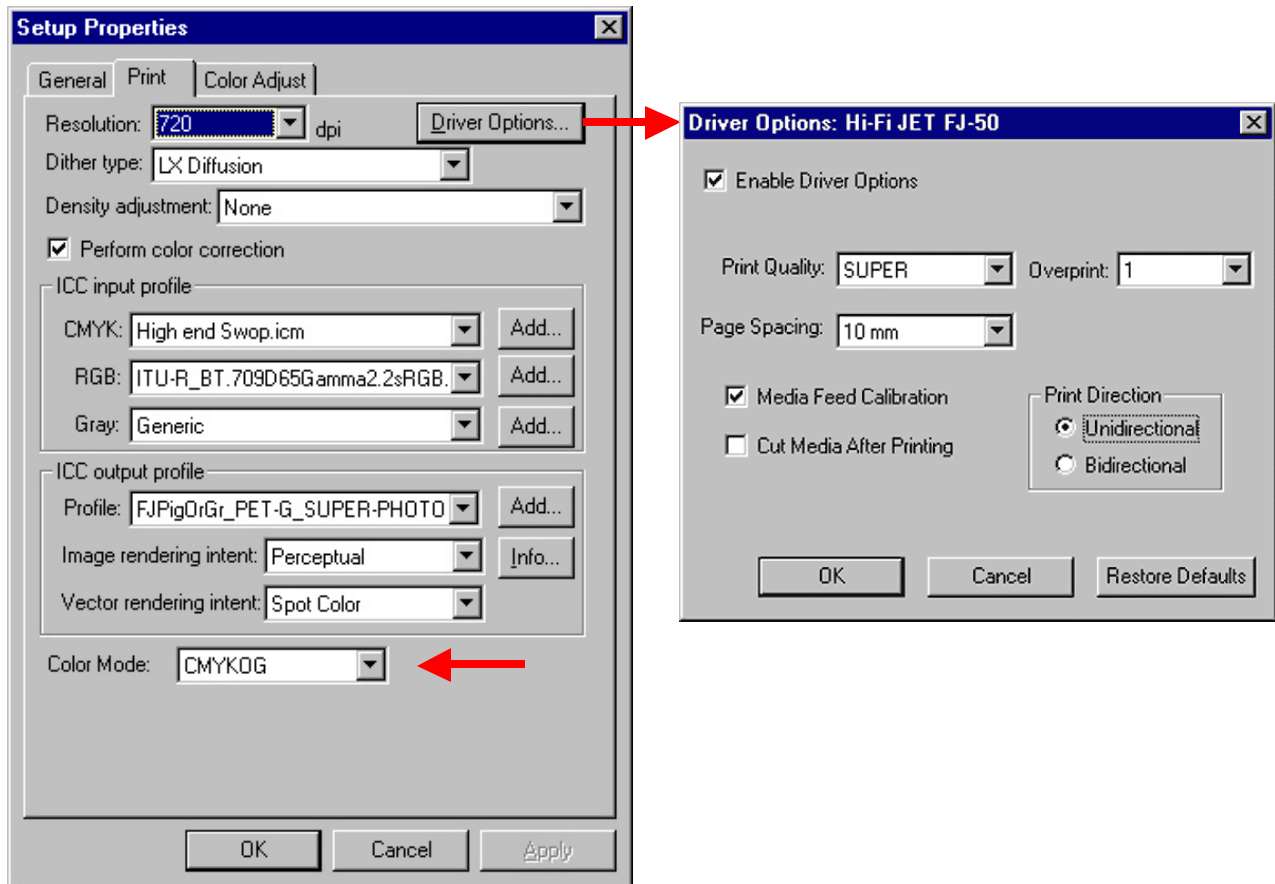 Setup Properties
General Print Color Adjust
Resolution: 720 dpi Driver Options...
Dither type: LX Diffusion
Density adjustment: None
Perform color correction
ICC input profile
CMYK: High end Swop.icm Add...
RGB: ITU-R_BT.709D65Gamma2.2sRGB. Add...
Gray: Generic Add...
ICC output profile
Profile: FJPigOrGr_PET-G_SUPER-PHOTO Add...
Image rendering intent: Perceptual Info...
Vector rendering intent: Spot Color
Color Mode: CMYKOG
OK Cancel Apply
Driver Options: Hi-Fi JET FJ-50
Enable Driver Options
Print Quality: SUPER Overprint: 1
Page Spacing: 10 mm
Media Feed Calibration
Cut Media After Printing
Print Direction
Unidirectional
Bidirectional
OK Cancel Restore Defaults